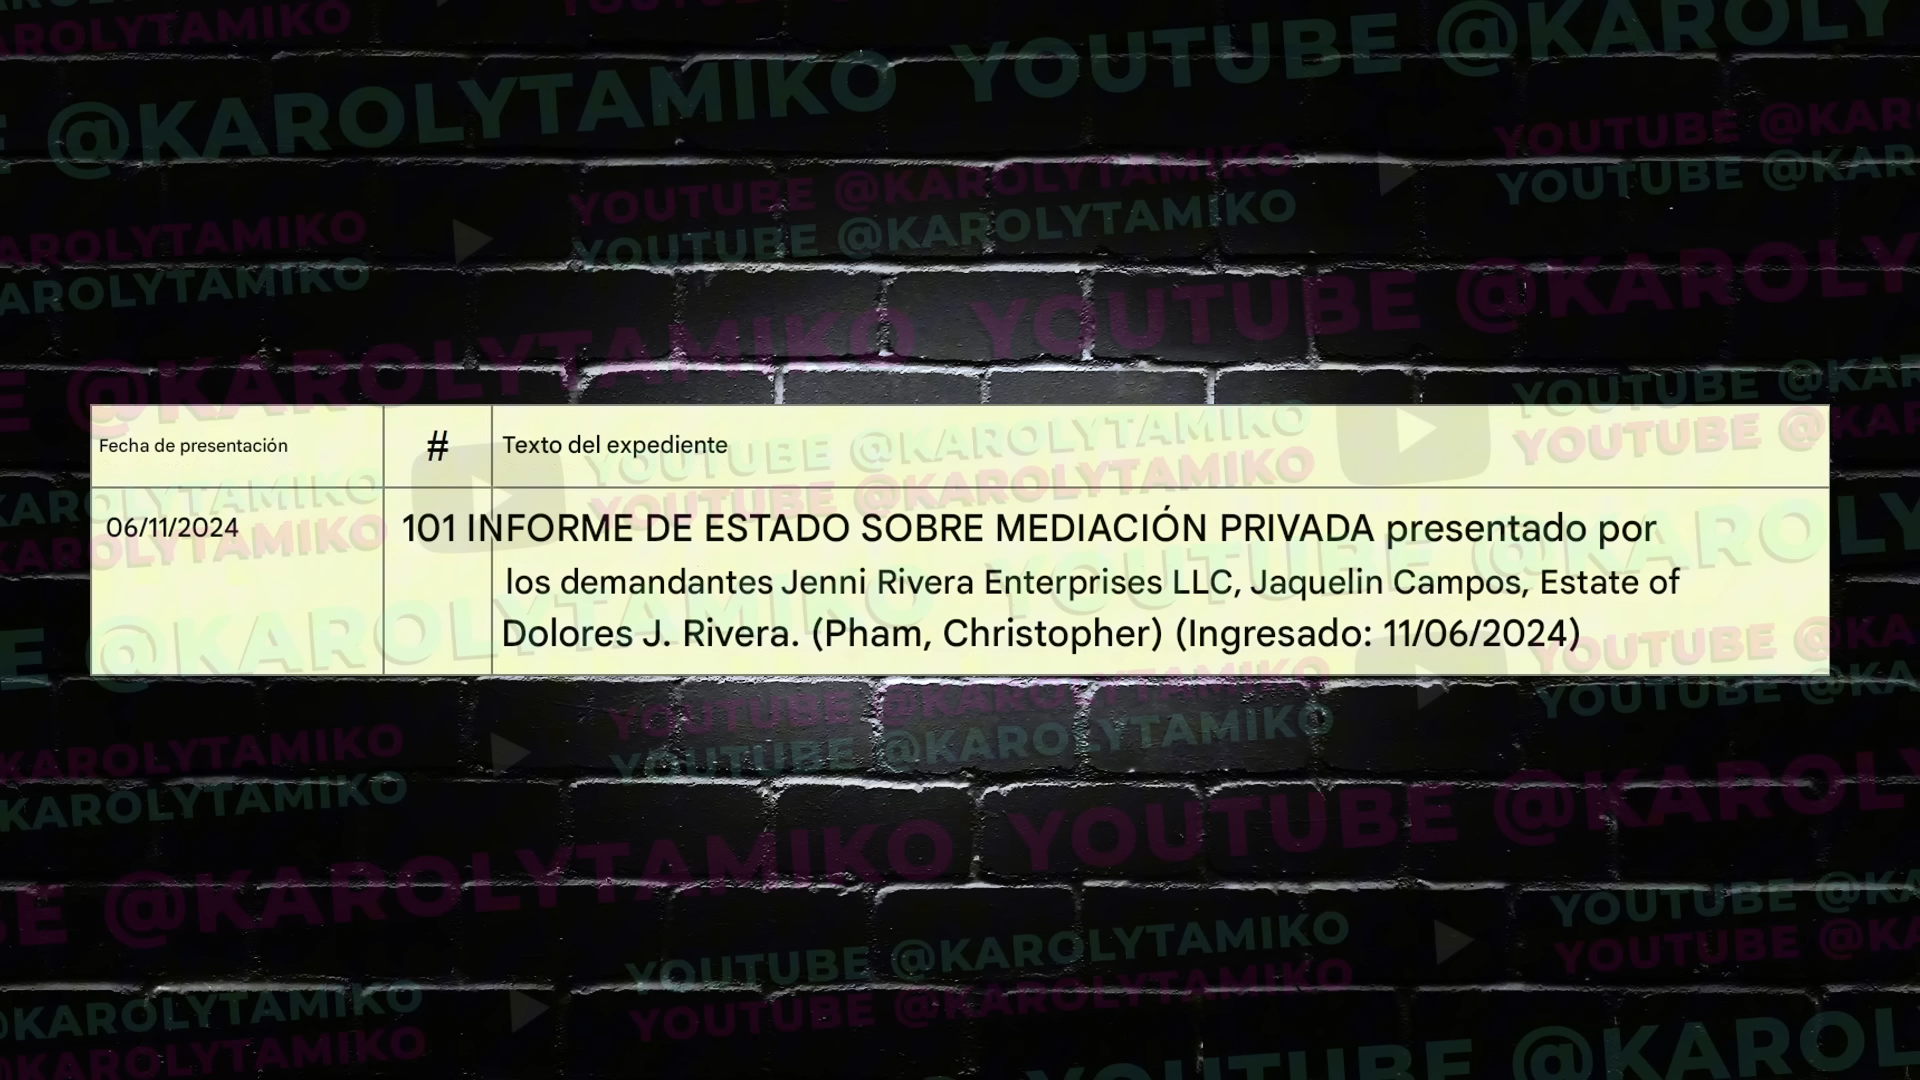 Fecha de presentación # Texto del expediente
06/11/2024 101 INFORME DE ESTADO SOBRE MEDIACIÓN PRIVADA presentado por
los demandantes Jenni Rivera Enterprises LLC, Jaquelin Campos, Estate of
Dolores J. Rivera. (Pham, Christopher) (Ingresado: 11/06/2024)
YOUTUBE @KAROLYTAMIKO